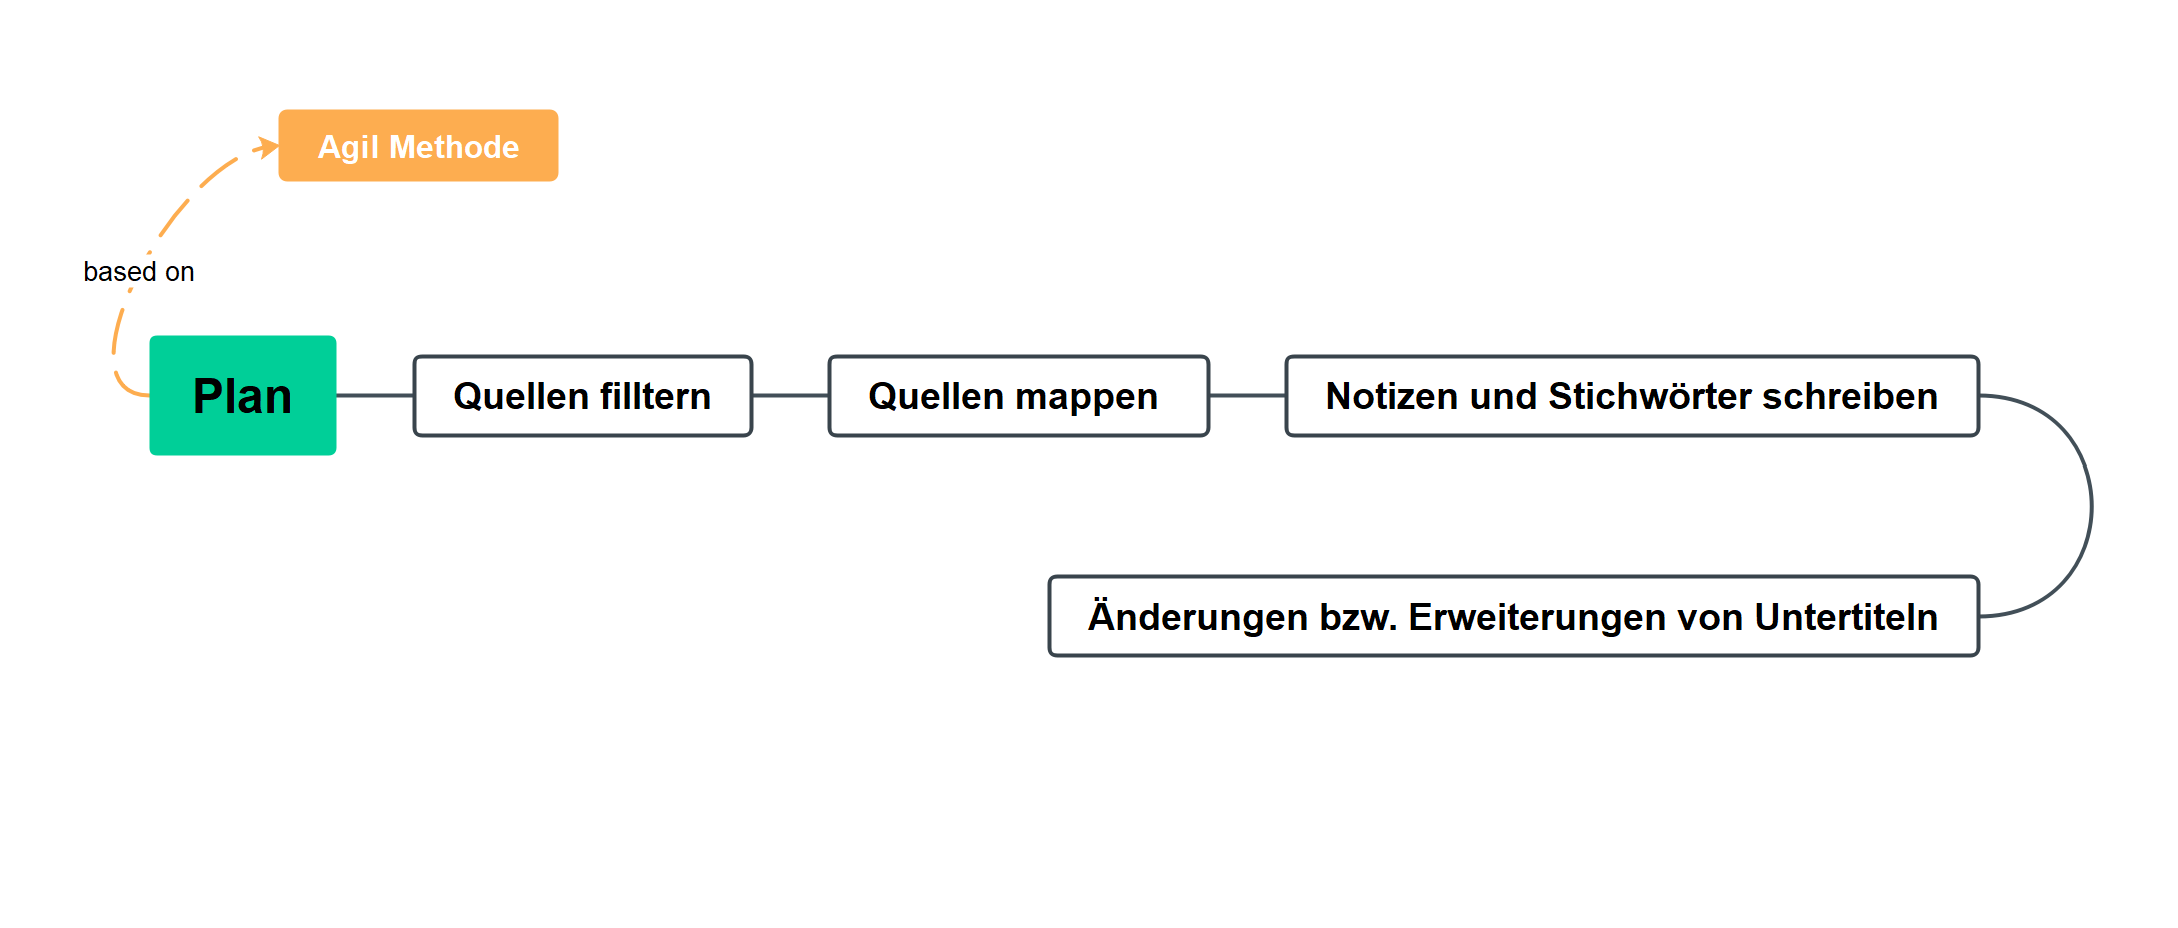 Agil Methode
based on
Plan
Quellen filltern
Quellen mappen
Notizen und Stichwörter schreiben
Änderungen bzw. Erweiterungen von Untertiteln